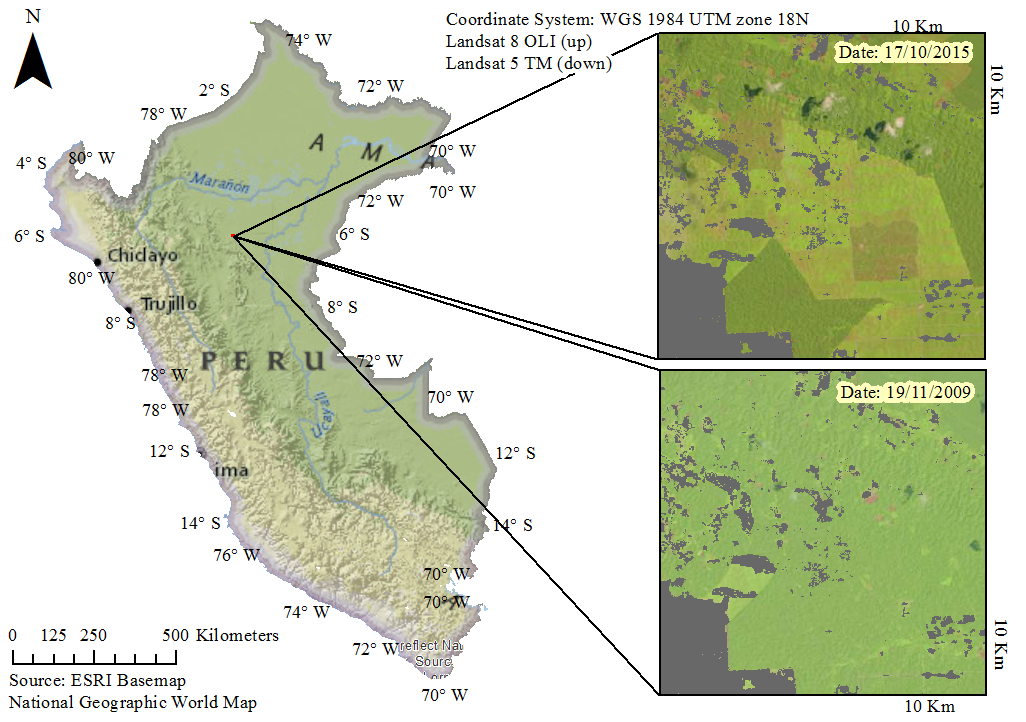 N
Coordinate System: WGS 1984 UTM zone 18N
Landsat 8 OLI (up)
Landsat 5 TM (down)
10 Km
Date: 17/10/2015
10 Km
74° W
72° W
2° S
78° W
80° W
4° S
A M A
70° W
70° W
Marañón
72° W
6° S
6° S
Chiclayo
80° W
Trujillo
8° S
8° S
PERU
72° W
78° W
70° W
78° W
Ucayali
12° S
12° S
ima
14° S
14° S
76° W
70° W
70° W
74° W
72° W
reflect Na
Sourc
70° W
Date: 19/11/2009
10 Km
10 Km
0 125 250 500 Kilometers
Source: ESRI Basemap
National Geographic World Map